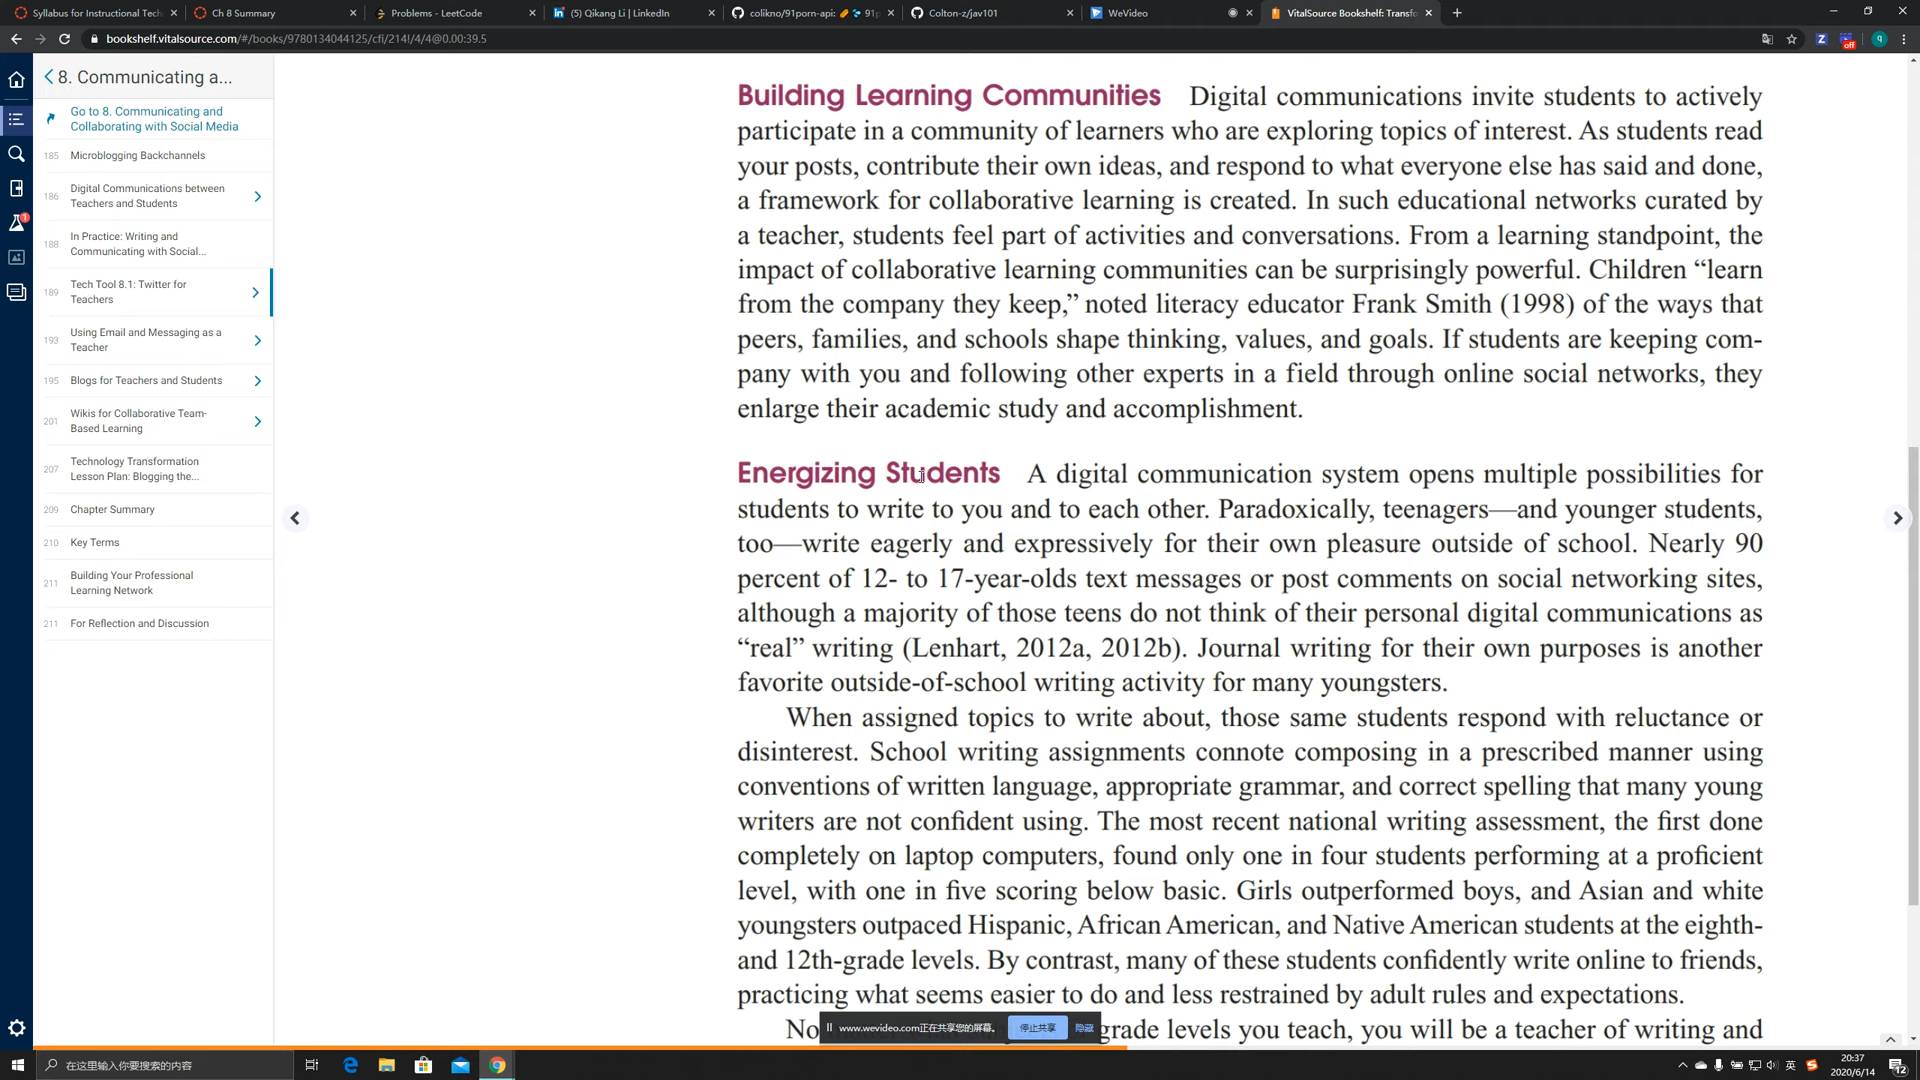 Syllabus for Instructional Tech
Ch 8 Summary
Problems - LeetCode
(5) Qikang Li | LinkedIn
colikno/91porn-api:
Colton-z/jav101
WeVideo
VitalSource Bookshelf: Transfo
bookshelf.vitalsource.com/#/books/9780134044125/cfi/214!/4/4@0.00:39.5
off
q
8. Communicating a...
Go to 8. Communicating and
Collaborating with Social Media
185 Microblogging Backchannels
186 Digital Communications between
Teachers and Students
188 In Practice: Writing and
Communicating with Social...
189 Tech Tool 8.1: Twitter for
Teachers
193 Using Email and Messaging as a
Teacher
195 Blogs for Teachers and Students
201 Wikis for Collaborative Team-
Based Learning
207 Technology Transformation
Lesson Plan: Blogging the...
209 Chapter Summary
210 Key Terms
211 Building Your Professional
Learning Network
211 For Reflection and Discussion
1
Building Learning Communities Digital communications invite students to actively
participate in a community of learners who are exploring topics of interest. As students read
your posts, contribute their own ideas, and respond to what everyone else has said and done,
a framework for collaborative learning is created. In such educational networks curated by
a teacher, students feel part of activities and conversations. From a learning standpoint, the
impact of collaborative learning communities can be surprisingly powerful. Children “learn
from the company they keep,” noted literacy educator Frank Smith (1998) of the ways that
peers, families, and schools shape thinking, values, and goals. If students are keeping com-
pany with you and following other experts in a field through online social networks, they
enlarge their academic study and accomplishment.
Energizing Students A digital communication system opens multiple possibilities for
students to write to you and to each other. Paradoxically, teenagers—and younger students,
too—write eagerly and expressively for their own pleasure outside of school. Nearly 90
percent of 12- to 17-year-olds text messages or post comments on social networking sites,
although a majority of those teens do not think of their personal digital communications as
“real” writing (Lenhart, 2012a, 2012b). Journal writing for their own purposes is another
favorite outside-of-school writing activity for many youngsters.
When assigned topics to write about, those same students respond with reluctance or
disinterest. School writing assignments connote composing in a prescribed manner using
conventions of written language, appropriate grammar, and correct spelling that many young
writers are not confident using. The most recent national writing assessment, the first done
completely on laptop computers, found only one in four students performing at a proficient
level, with one in five scoring below basic. Girls outperformed boys, and Asian and white
youngsters outpaced Hispanic, African American, and Native American students at the eighth-
and 12th-grade levels. By contrast, many of these students confidently write online to friends,
practicing what seems easier to do and less restrained by adult rules and expectations.
No grade levels you teach, you will be a teacher of writing and
www.wevideo.com正在共享您的屏幕。 停止共享 隐藏
在这里输入你要搜索的内容
英
20:37
2020/6/14
12